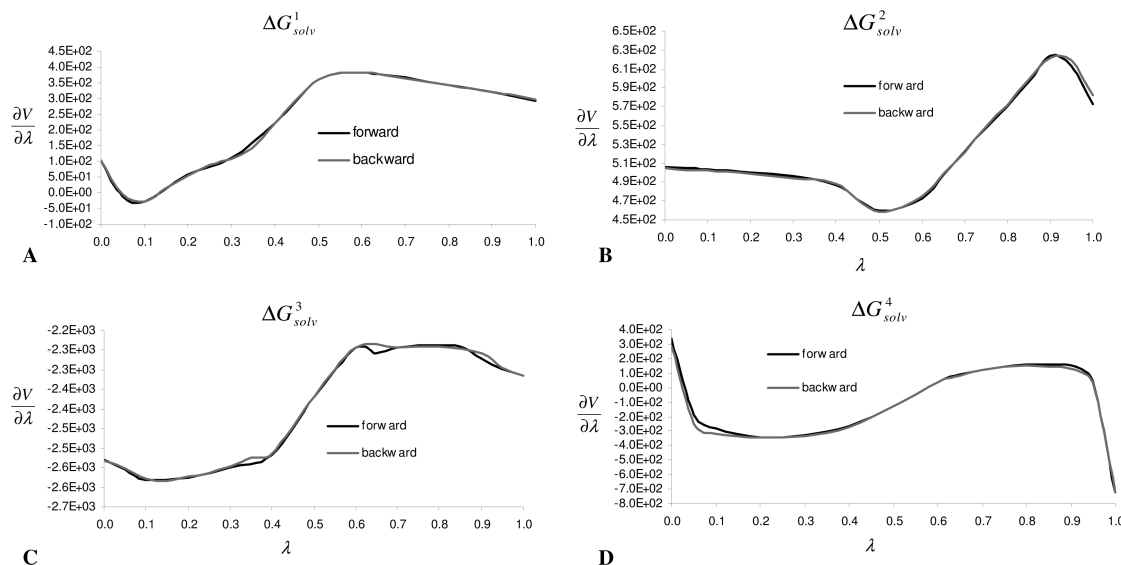 ΔG¹solv
4.5E+02
4.0E+02
3.5E+02
3.0E+02
2.5E+02
2.0E+02
1.5E+02
1.0E+02
5.0E+01
0.0E+00
-5.0E+01
-1.0E+02
∂V
∂λ
forward
backward
0.0 0.1 0.2 0.3 0.4 0.5 0.6 0.7 0.8 0.9 1.0
A
ΔG²solv
6.5E+02
6.3E+02
6.1E+02
5.9E+02
5.7E+02
5.5E+02
5.3E+02
5.1E+02
4.9E+02
4.7E+02
4.5E+02
∂V
∂λ
forward
backward
0.0 0.1 0.2 0.3 0.4 0.5 0.6 0.7 0.8 0.9 1.0
λ
B
ΔG³solv
-2.2E+03
-2.3E+03
-2.3E+03
-2.4E+03
-2.4E+03
-2.5E+03
-2.5E+03
-2.6E+03
-2.6E+03
-2.7E+03
∂V
∂λ
forward
backward
0.0 0.1 0.2 0.3 0.4 0.5 0.6 0.7 0.8 0.9 1.0
λ
C
ΔG⁴solv
4.0E+02
3.0E+02
2.0E+02
1.0E+02
0.0E+00
-1.0E+02
-2.0E+02
-3.0E+02
-4.0E+02
-5.0E+02
-6.0E+02
-7.0E+02
-8.0E+02
∂V
∂λ
forward
backward
0.0 0.1 0.2 0.3 0.4 0.5 0.6 0.7 0.8 0.9 1.0
λ
D